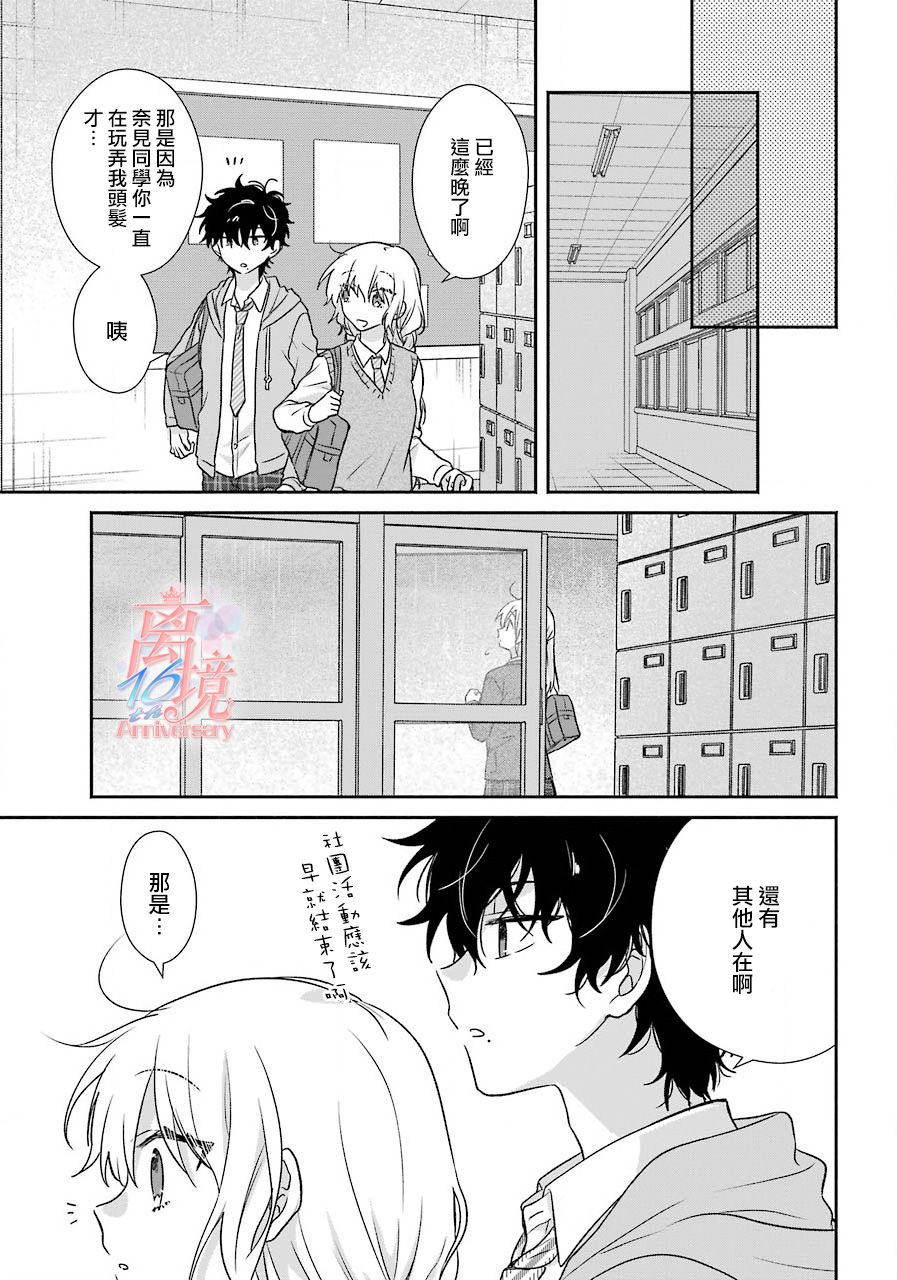 已經
這麼晚了啊
那是因為
奈見同學你一直
在玩弄我頭髮
才…
咦
離境
16th
Anniversary
還有
其他人在啊
社團活動應該
早就結束了啊
那是…